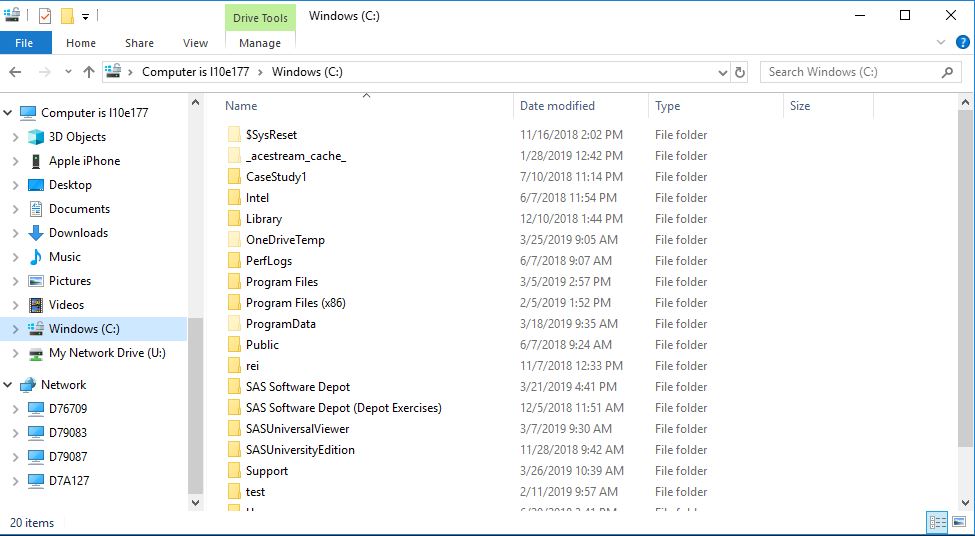 Drive Tools Windows (C:)
File Home Share View Manage
Computer is l10e177 Windows (C:) Search Windows (C:)
Computer is l10e177
3D Objects
Apple iPhone
Desktop
Documents
Downloads
Music
Pictures
Videos
Windows (C:)
My Network Drive (U:)
Network
D76709
D79083
D79087
D7A127
Name Date modified Type Size
$SysReset 11/16/2018 2:02 PM File folder
_acestream_cache_ 1/28/2019 12:42 PM File folder
CaseStudy1 7/10/2018 11:14 PM File folder
Intel 6/7/2018 11:54 PM File folder
Library 12/10/2018 1:44 PM File folder
OneDriveTemp 3/25/2019 9:05 AM File folder
PerfLogs 6/7/2018 9:07 AM File folder
Program Files 3/5/2019 2:57 PM File folder
Program Files (x86) 2/5/2019 1:52 PM File folder
ProgramData 3/18/2019 9:35 AM File folder
Public 6/7/2018 9:24 AM File folder
rei 11/7/2018 12:33 PM File folder
SAS Software Depot 3/21/2019 4:41 PM File folder
SAS Software Depot (Depot Exercises) 12/5/2018 11:51 AM File folder
SASUniversalViewer 3/7/2019 9:30 AM File folder
SASUniversityEdition 11/28/2018 9:42 AM File folder
Support 3/26/2019 10:39 AM File folder
test 2/11/2019 9:57 AM File folder
20 items